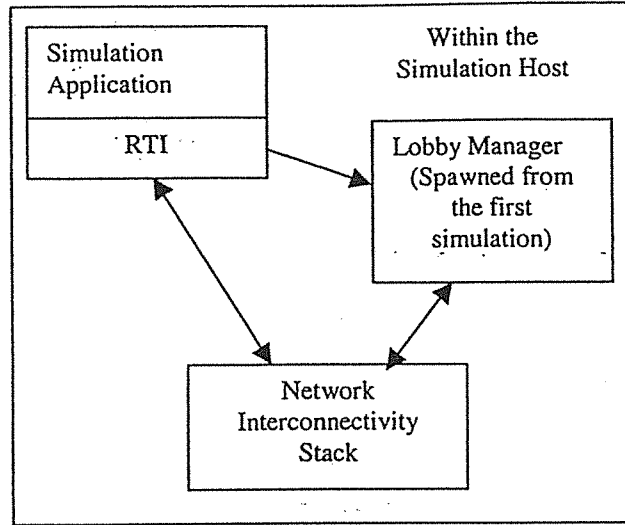 Simulation
Application
RTI
Within the
Simulation Host
Lobby Manager
(Spawned from
the first
simulation)
Network
Interconnectivity
Stack